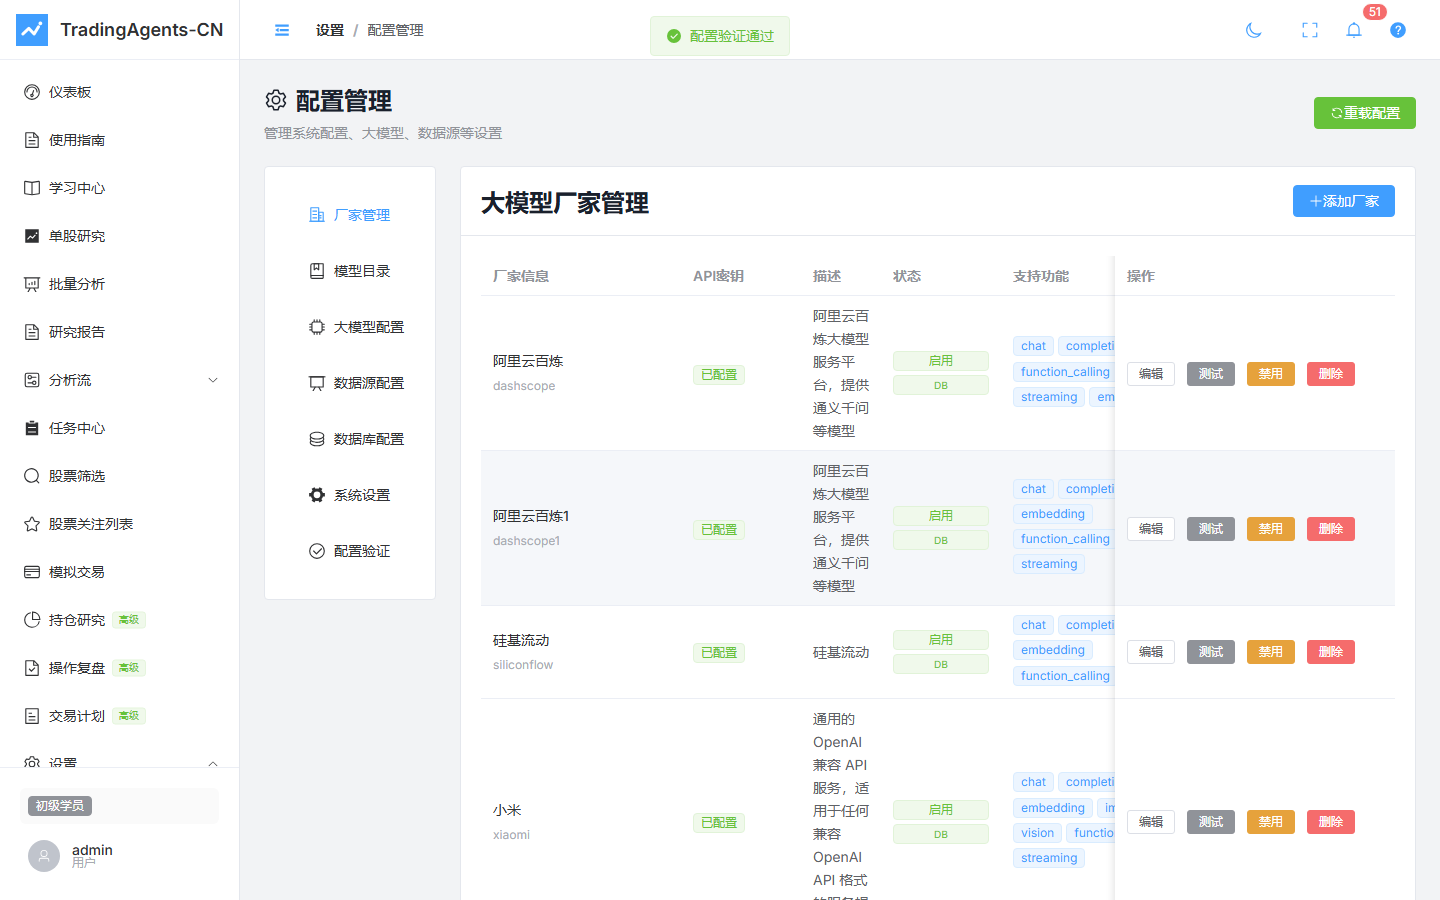 TradingAgents-CN
设置 / 配置管理
配置验证通过
51
仪表板
使用指南
学习中心
单股研究
批量分析
研究报告
分析流
任务中心
股票筛选
股票关注列表
模拟交易
持仓研究 高级
操作复盘 高级
交易计划 高级
设置
初级学员
admin
用户
配置管理
管理系统配置、大模型、数据源等设置
重载配置
厂家管理
模型目录
大模型配置
数据源配置
数据库配置
系统设置
配置验证
大模型厂家管理
添加厂家
厂家信息 API密钥 描述 状态 支持功能 操作
阿里云百炼
dashscope
已配置
阿里云百
炼大模型
服务平
台，提供
通义千问
等模型
启用
DB
chat completi
function_calling
streaming em
编辑 测试 禁用 删除
阿里云百炼1
dashscope1
已配置
阿里云百
炼大模型
服务平
台，提供
通义千问
等模型
启用
DB
chat completi
embedding
function_calling
streaming
编辑 测试 禁用 删除
硅基流动
siliconflow
已配置
硅基流动
启用
DB
chat completi
embedding
function_calling
编辑 测试 禁用 删除
小米
xiaomi
已配置
通用的
OpenAI
兼容 API
服务，适
用于任何
兼容
OpenAI
API 格式
启用
DB
chat completi
embedding im
vision functio
streaming
编辑 测试 禁用 删除